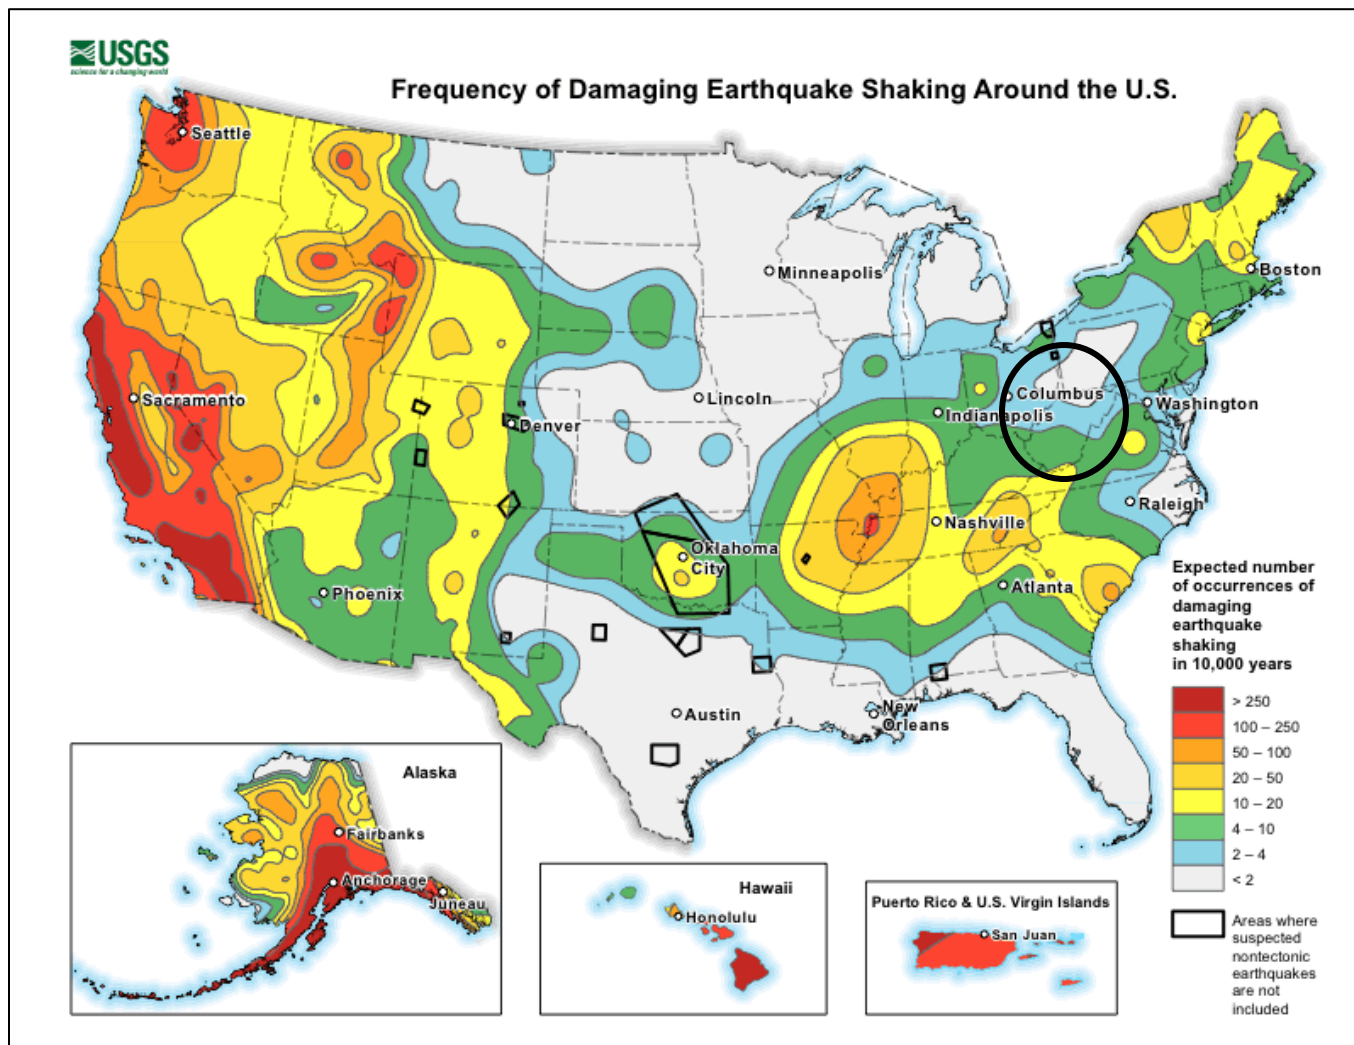 USGS
science for a changing world
Frequency of Damaging Earthquake Shaking Around the U.S.
Seattle
Minneapolis
Boston
Sacramento
Lincoln
Columbus
Washington
Indianapolis
Denver
Raleigh
Nashville
Oklahoma
City
Phoenix
Atlanta
Austin
New
Orleans
Expected number
of occurrences of
damaging
earthquake
shaking
in 10,000 years
> 250
100 – 250
50 – 100
20 – 50
10 – 20
4 – 10
2 – 4
< 2
Areas where
suspected
nontectonic
earthquakes
are not
included
Alaska
Fairbanks
Anchorage
Juneau
Hawaii
Honolulu
Puerto Rico & U.S. Virgin Islands
San Juan